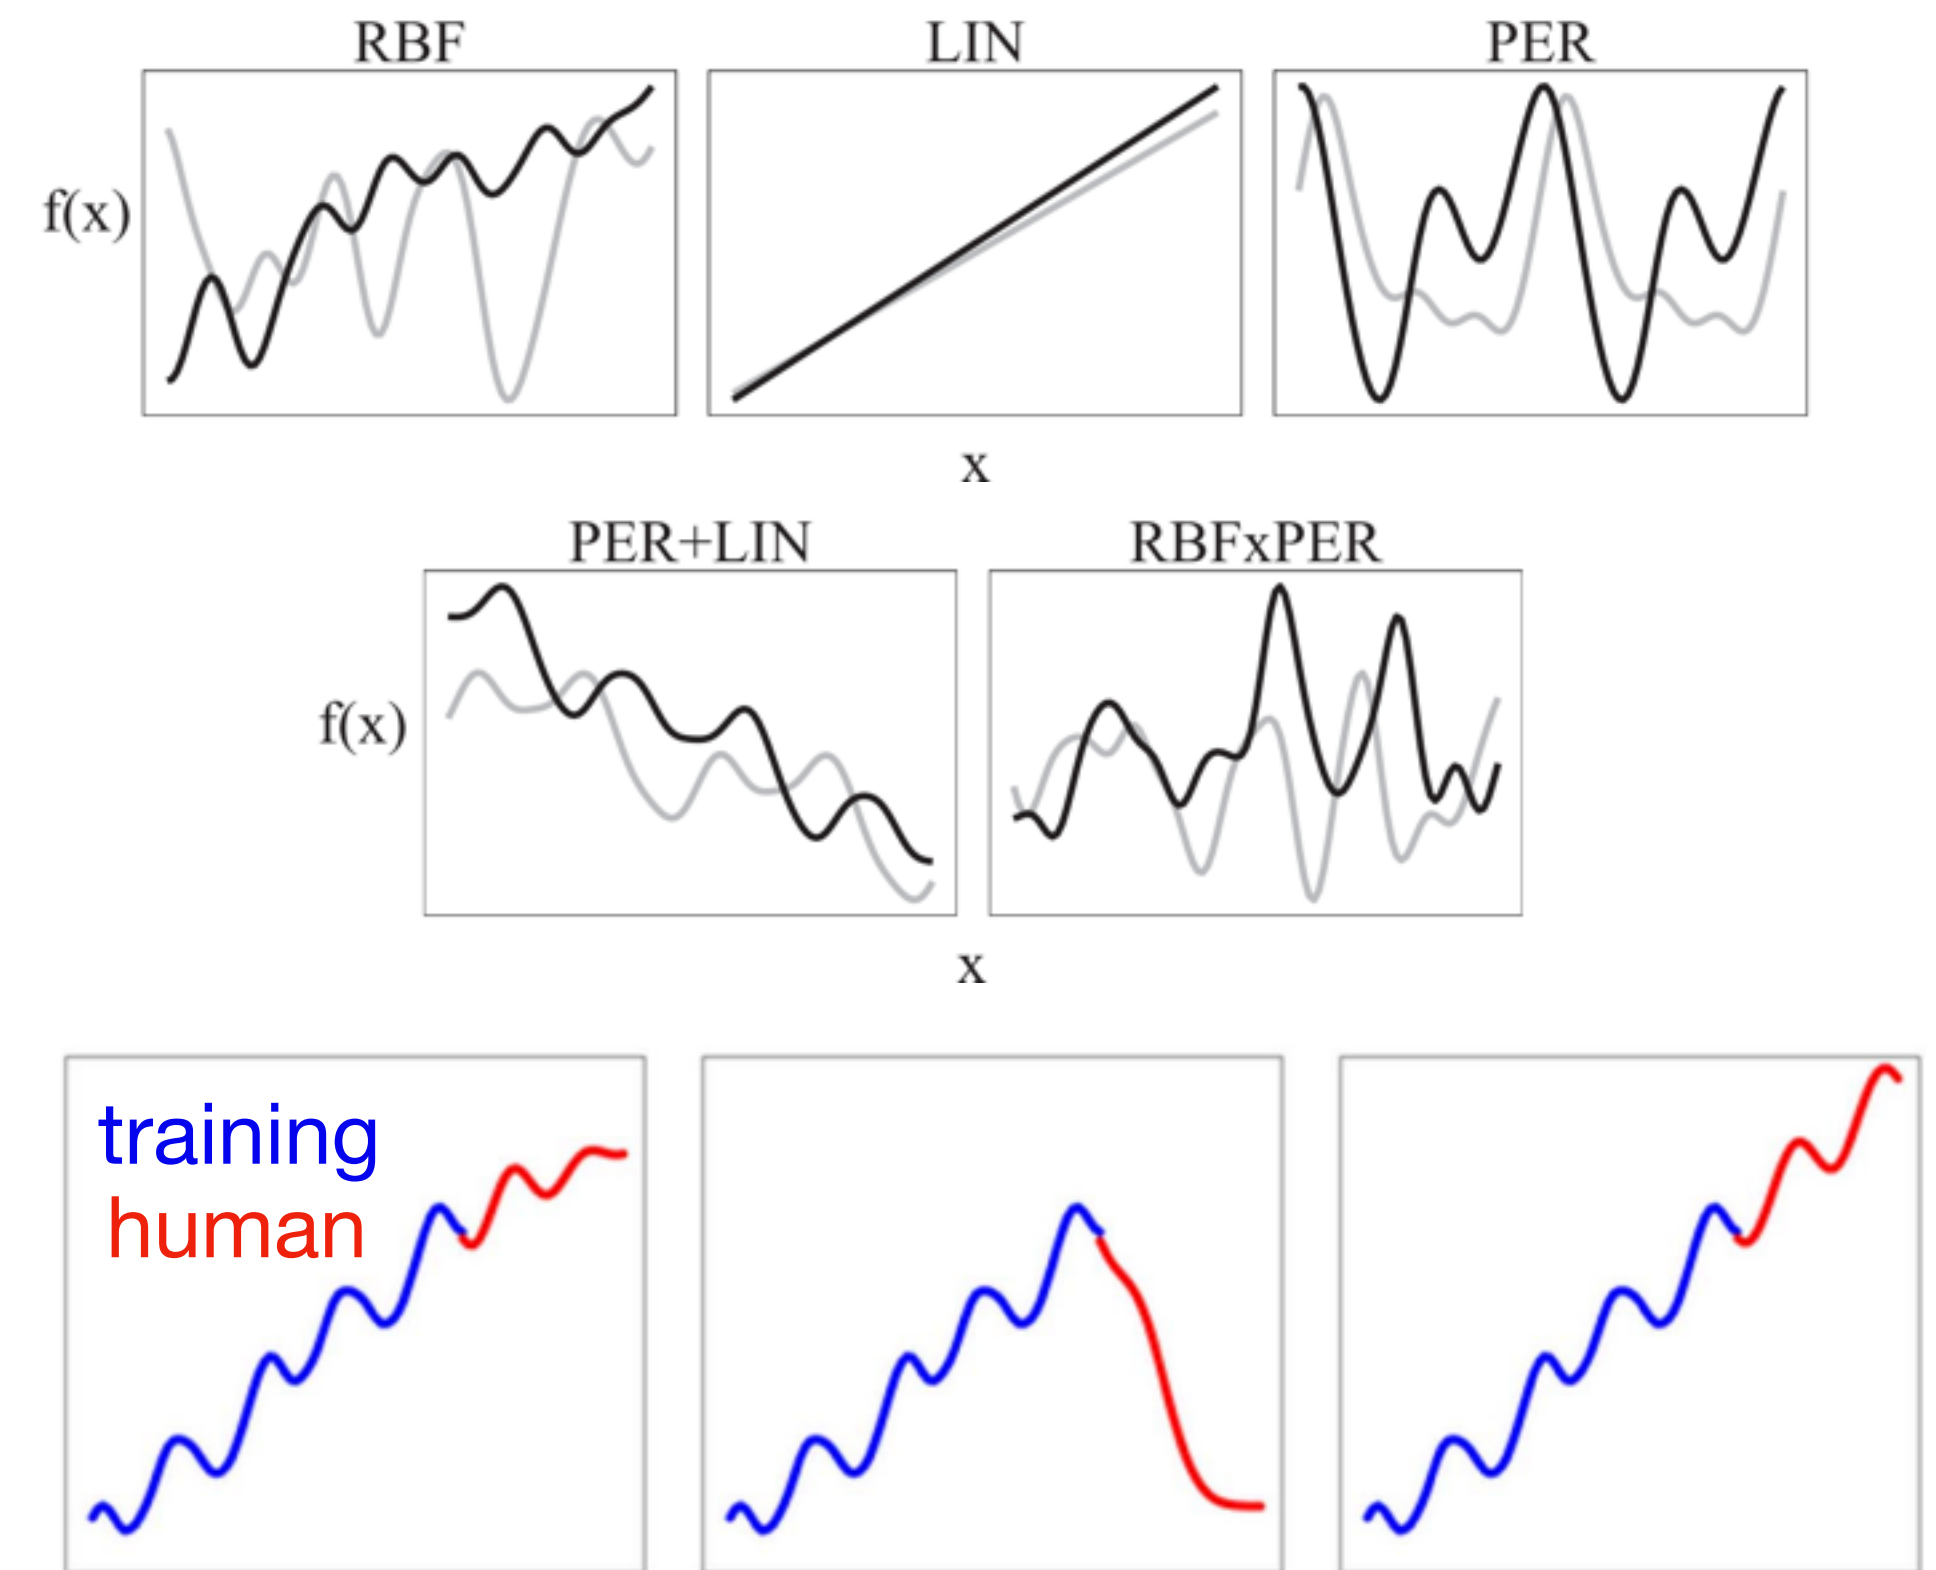 RBF LIN PER
f(x)
x
PER+LIN RBFxPER
f(x)
x
training
human